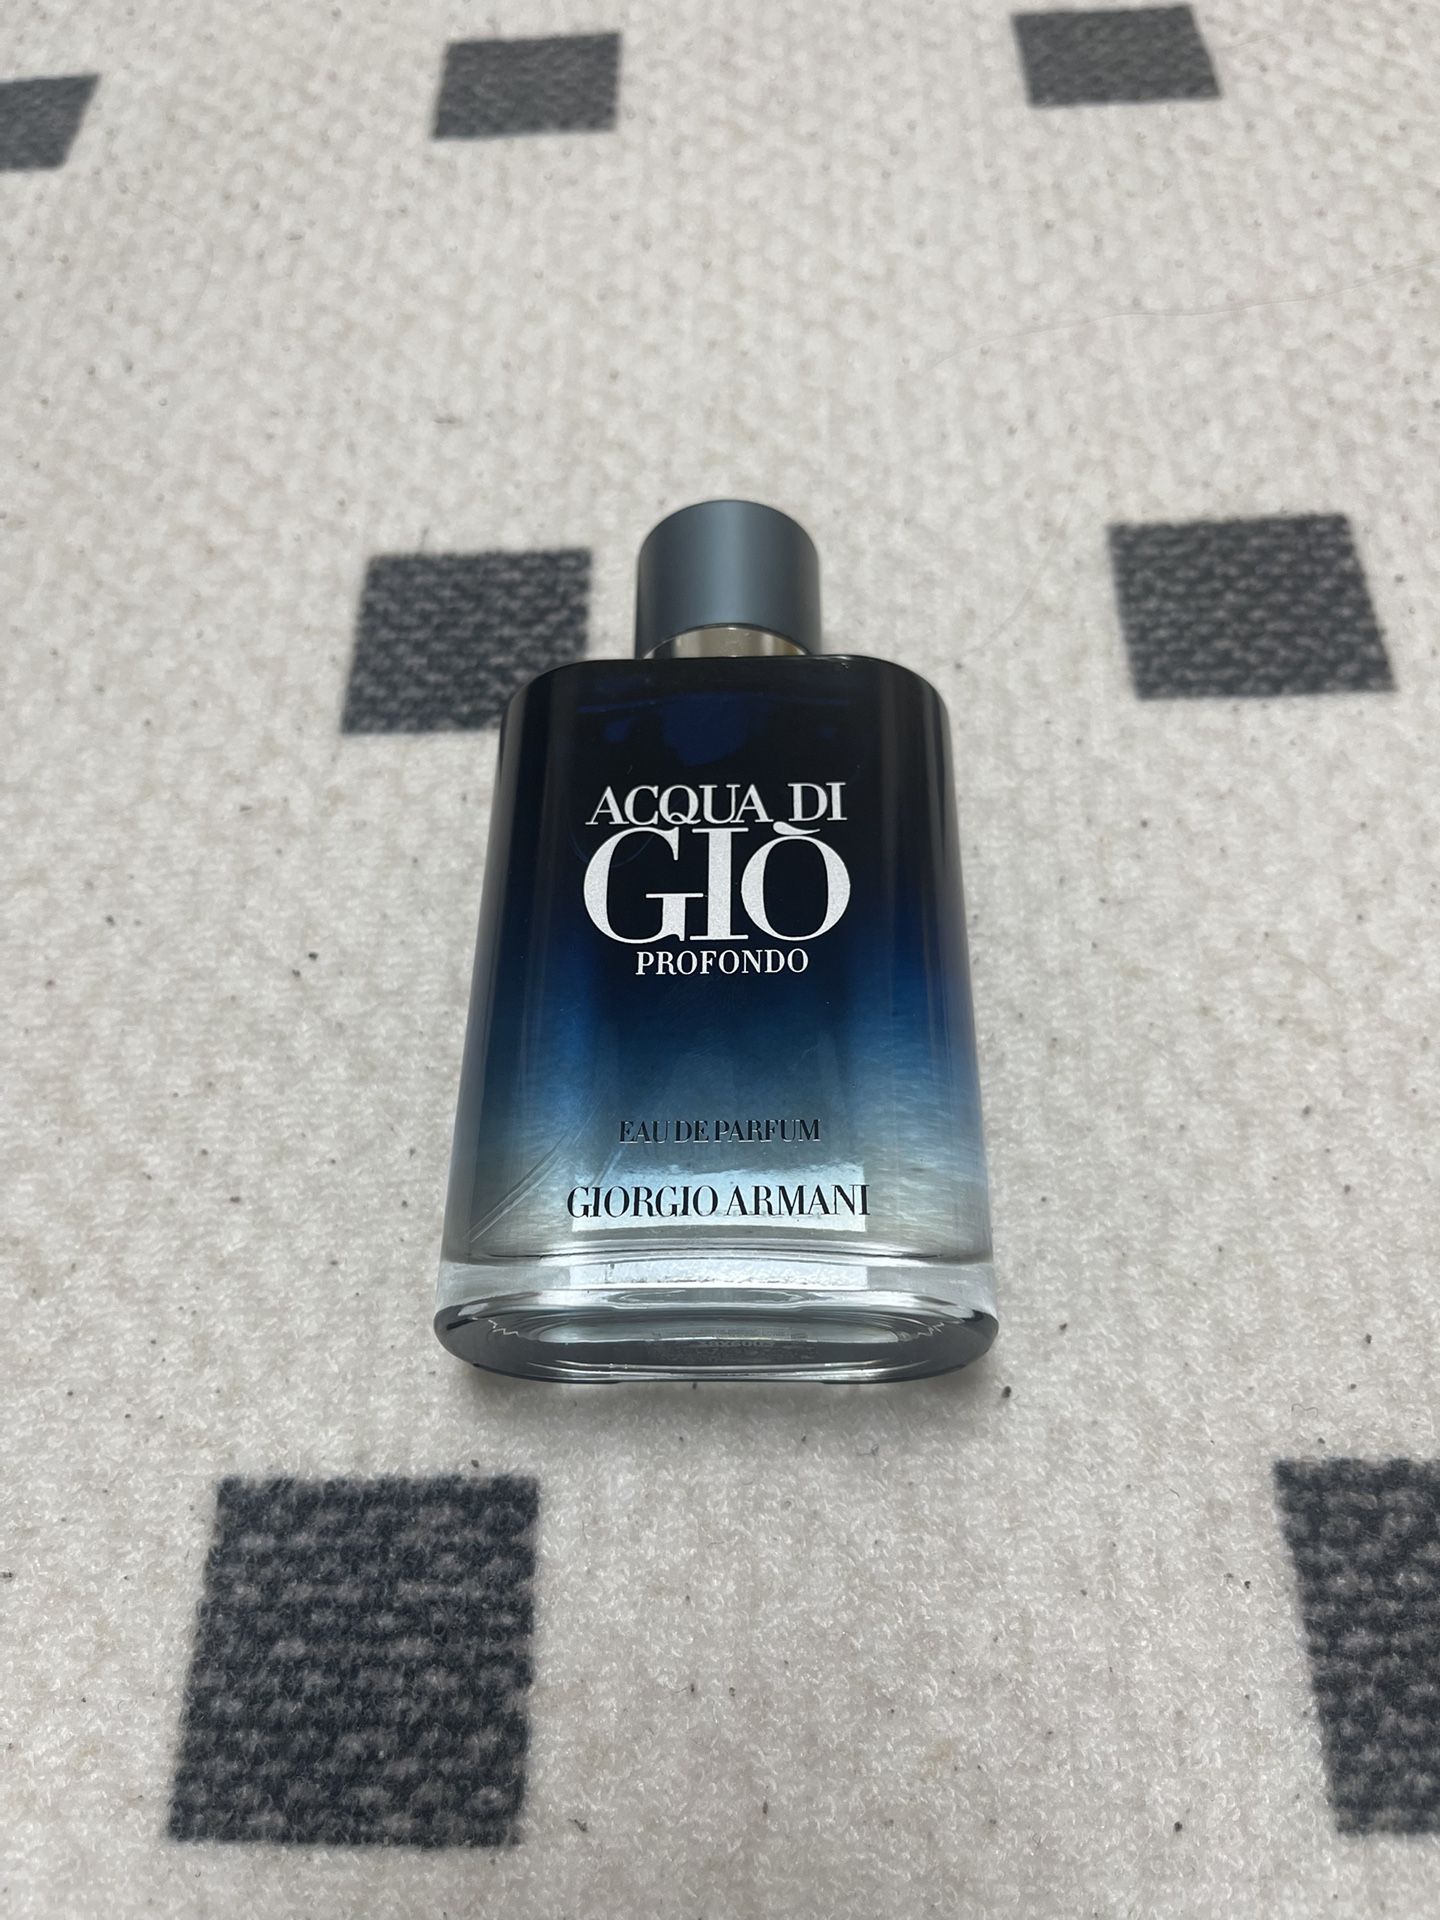 ACQUA DI
GIÒ
PROFONDO
EAU DE PARFUM
GIORGIO ARMANI